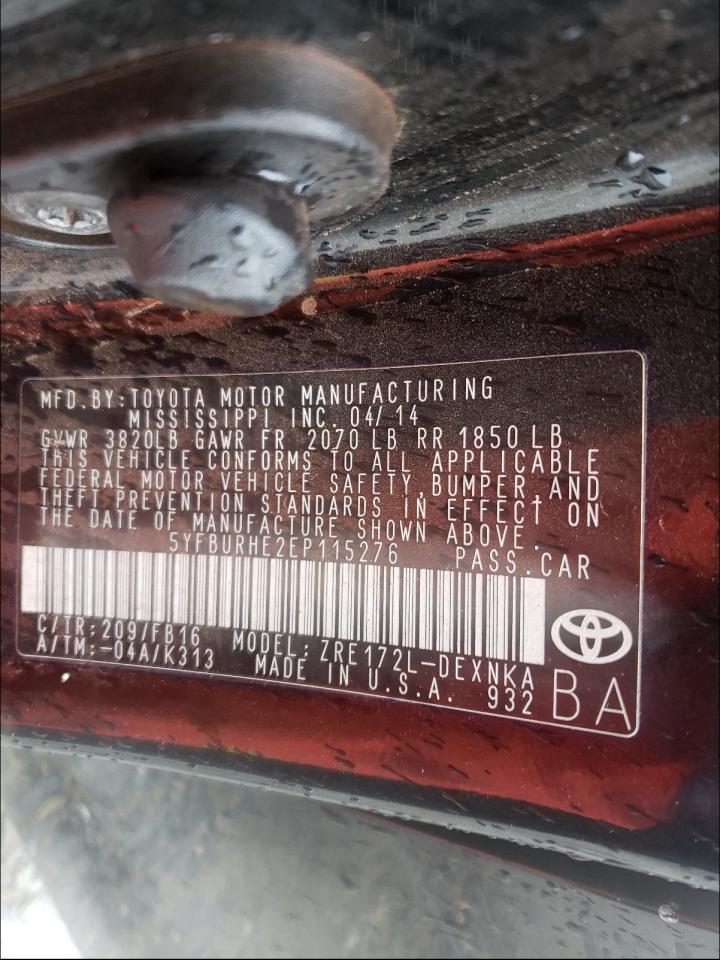 MFD.BY:TOYOTA MOTOR MANUFACTURING
MISSISSIPPI INC. 04/14
GVWR 3820LB GAWR FR 2070 LB RR 1850 LB
THIS VEHICLE CONFORMS TO ALL APPLICABLE
FEDERAL MOTOR VEHICLE SAFETY,BUMPER,AND
THEFT PREVENTION STANDARDS IN EFFECT ON
THE DATE OF MANUFACTURE SHOWN ABOVE.
5YFBURHE2EP115276 PASS.CAR
C/TR:209/FB16 MODEL:ZRE172L-DEXNKA
A/TM:-04A/K313 MADE IN U.S.A. 932
BA